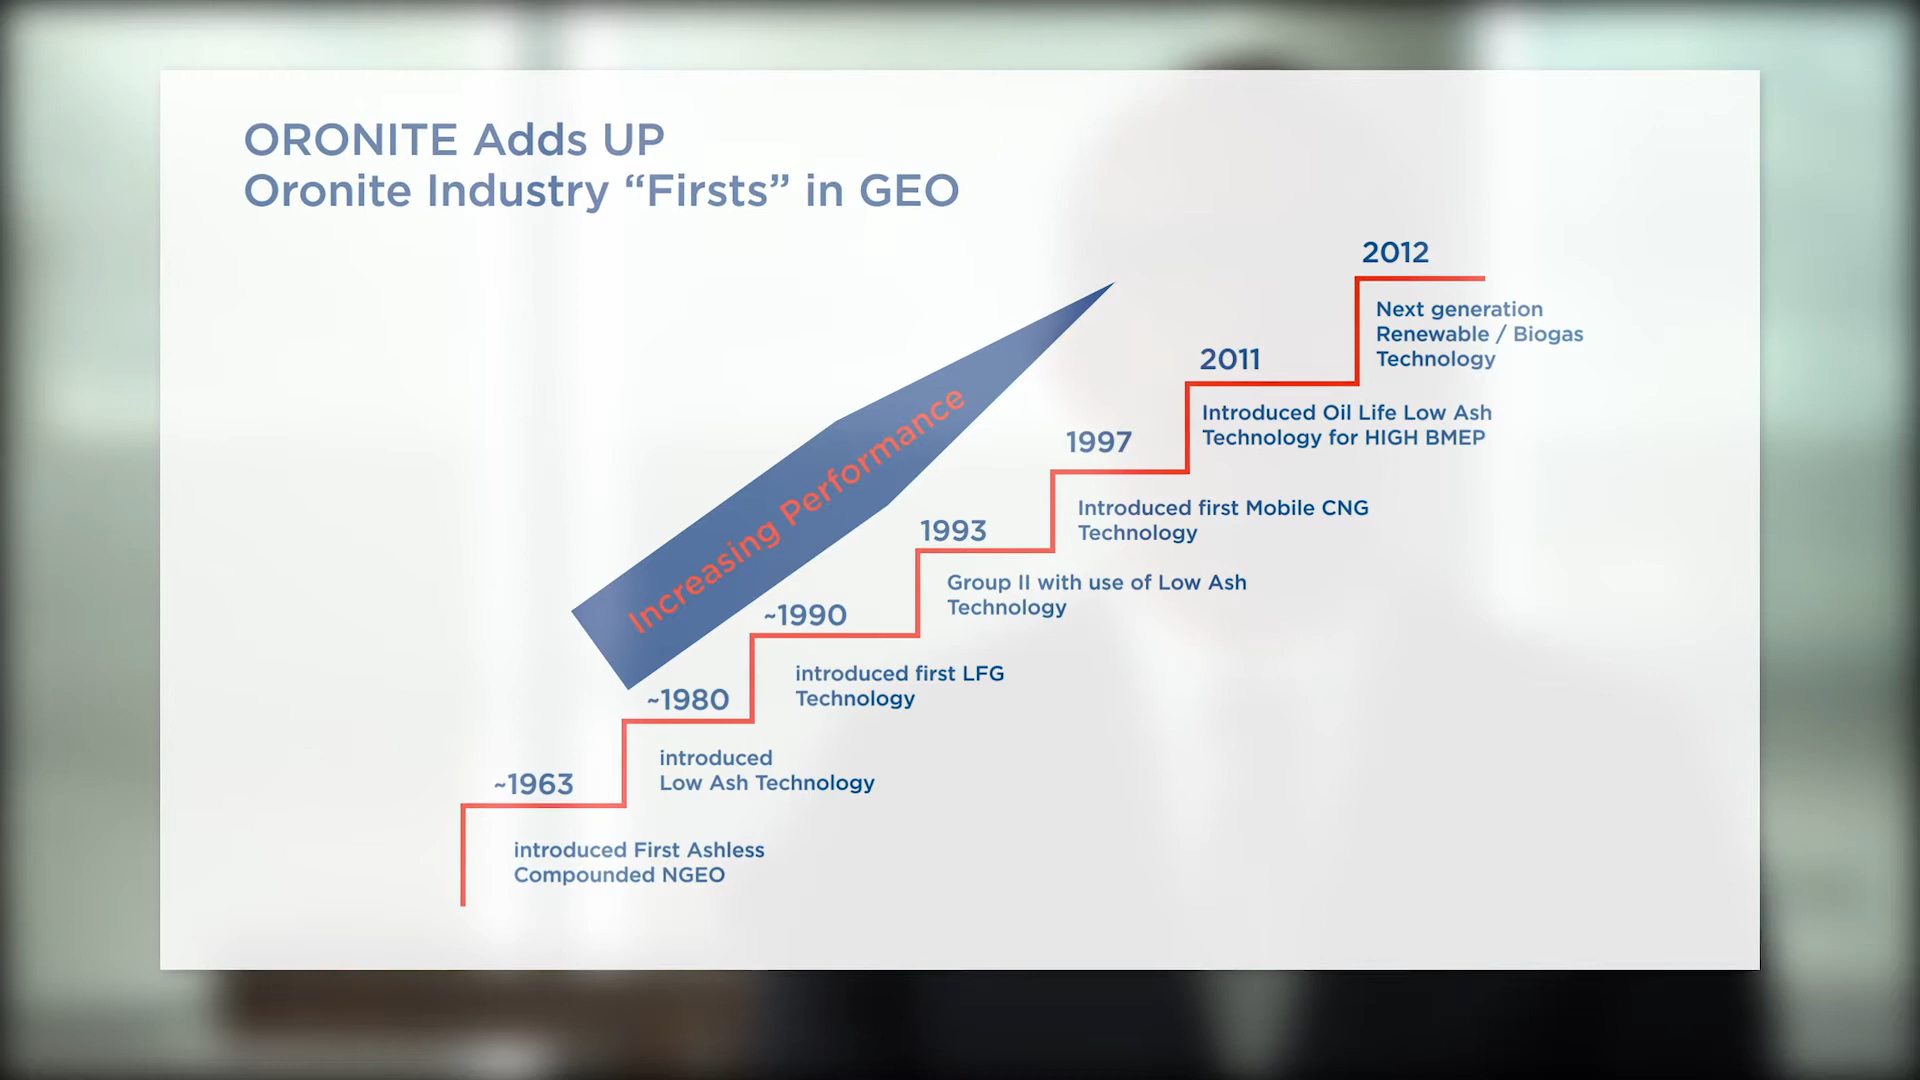 ORONITE Adds UP
Oronite Industry “Firsts” in GEO
2012
Next generation
Renewable / Biogas
Technology
2011
Introduced Oil Life Low Ash
Technology for HIGH BMEP
1997
Introduced first Mobile CNG
Technology
1993
Group II with use of Low Ash
Technology
~1990
introduced first LFG
Technology
~1980
introduced
Low Ash Technology
~1963
introduced First Ashless
Compounded NGEO
Increasing Performance